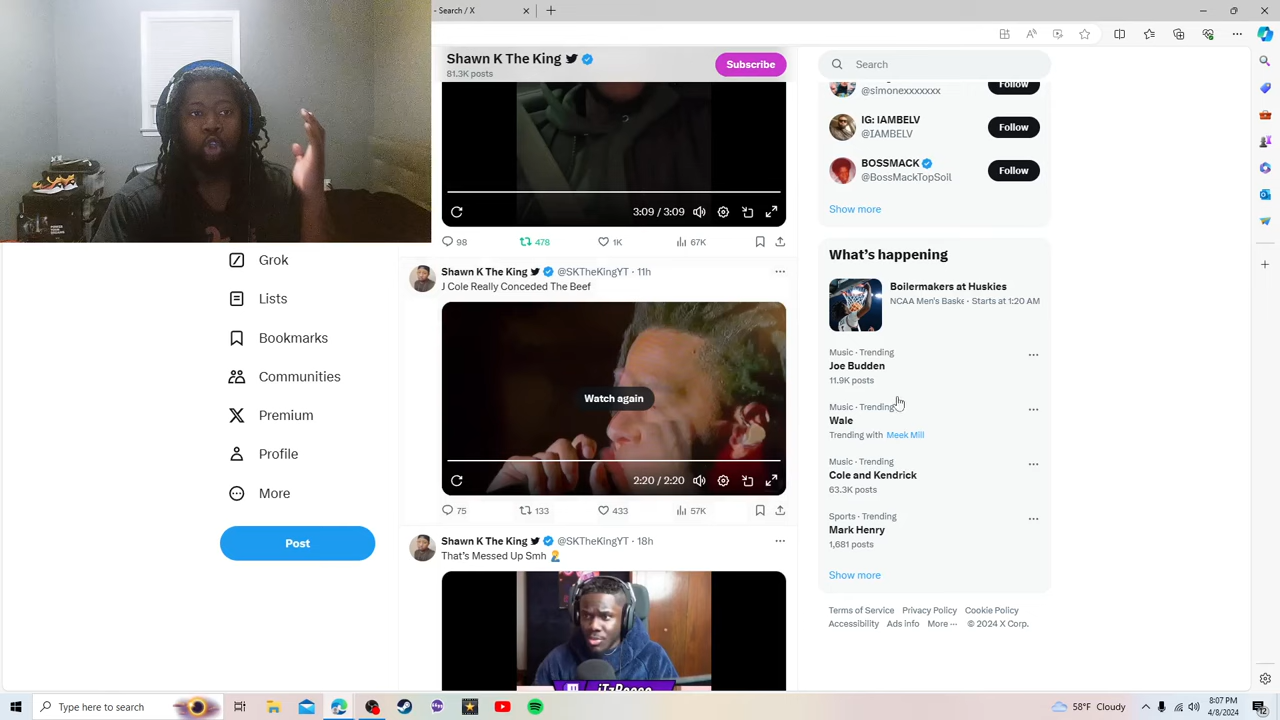 - Search / X
Shawn K The King
81.3K posts
Subscribe
Search
@simonexxxxxxx
Follow
IG: IAMBELV
@IAMBELV
Follow
BOSSMACK
@BossMackTopSoil
Follow
Show more
3:09 / 3:09
98
478
1K
67K
Grok
Lists
Bookmarks
Communities
Premium
Profile
More
Post
Shawn K The King @SKTheKingYT · 11h
J Cole Really Conceded The Beef
Watch again
2:20 / 2:20
75
133
433
57K
Shawn K The King @SKTheKingYT · 18h
That's Messed Up Smh
What's happening
Boilermakers at Huskies
NCAA Men's Baske · Starts at 1:20 AM
Music · Trending
Joe Budden
11.9K posts
Music · Trending
Wale
Trending with Meek Mill
Music · Trending
Cole and Kendrick
63.3K posts
Sports · Trending
Mark Henry
1,681 posts
Show more
Terms of Service Privacy Policy Cookie Policy
Accessibility Ads info More ··· © 2024 X Corp.
Type here to search
58°F Cloudy
8:07 PM
4/8/2024